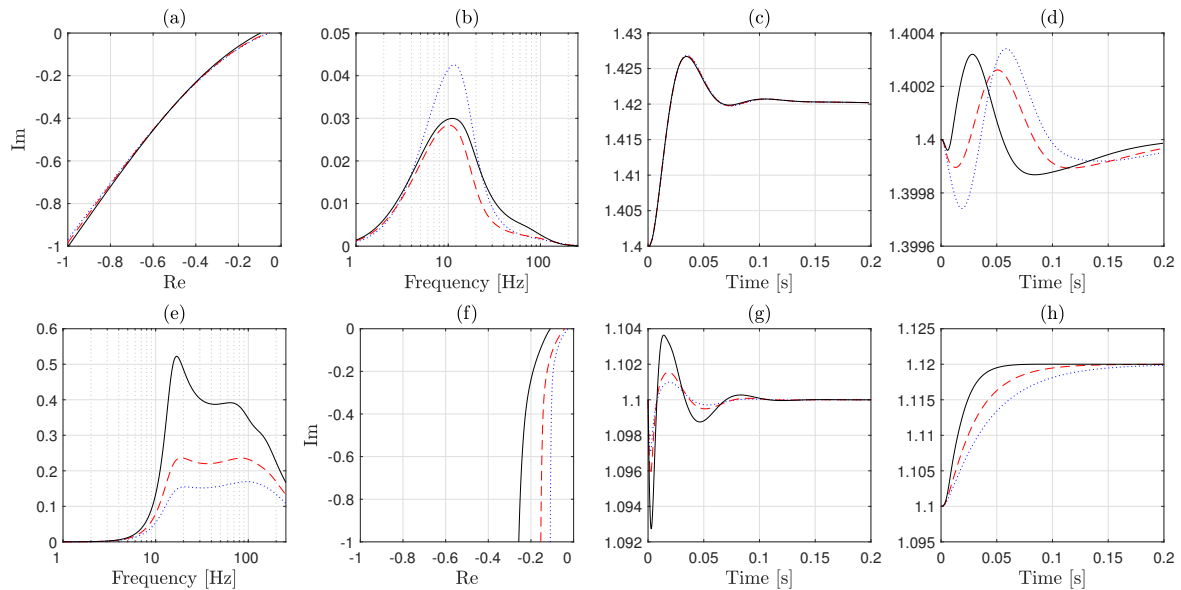 (a) (b) (c) (d)
0 0.05 1.43 1.4004
-0.2 0.04 1.425 1.4002
-0.4 0.03 1.42 1.4
-0.6 0.02 1.415 1.3998
-0.8 0.01 1.41 1.3996
-1 0 1.405
1.4
Im
-1 -0.8 -0.6 -0.4 -0.2 0 1 10 100 0 0.05 0.1 0.15 0.2 0 0.05 0.1 0.15 0.2
Re Frequency [Hz] Time [s] Time [s]
(e) (f) (g) (h)
0.6 0 1.104 1.125
0.5 -0.2 1.102 1.12
0.4 -0.4 1.1 1.115
0.3 -0.6 1.098 1.11
0.2 -0.8 1.096 1.105
0.1 -1 1.094 1.1
0 1.092 1.095
Im
1 10 100 -1 -0.8 -0.6 -0.4 -0.2 0 0 0.05 0.1 0.15 0.2 0 0.05 0.1 0.15 0.2
Frequency [Hz] Re Time [s] Time [s]